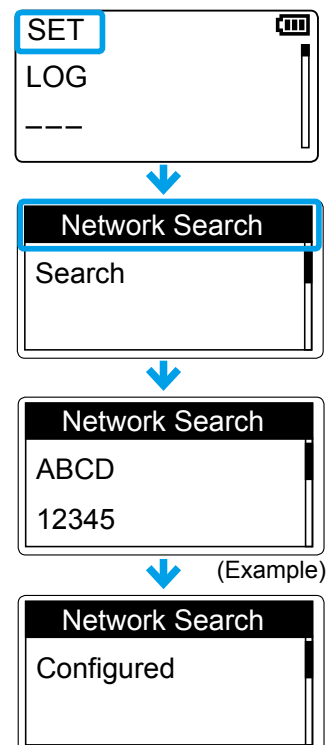 SET
LOG
---
Network Search
Search
Network Search
ABCD
12345
(Example)
Network Search
Configured